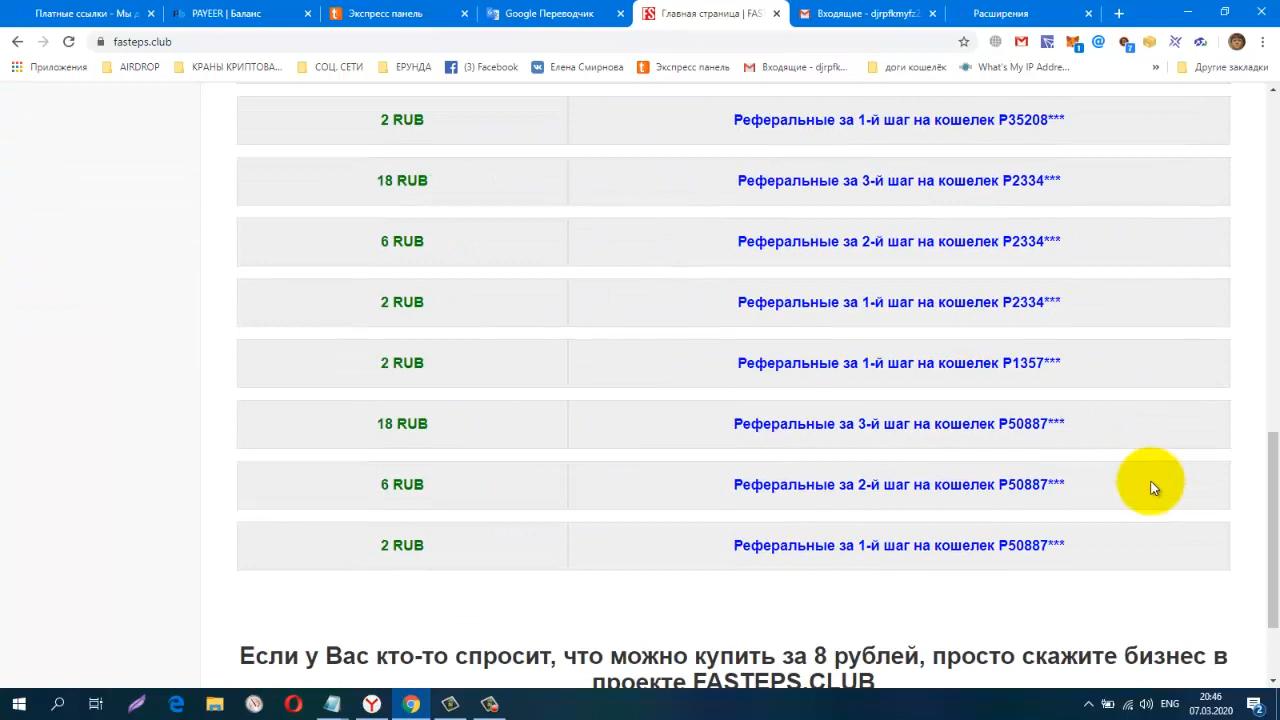 Платные ссылки - Мы д
PAYEER | Баланс
Экспресс панель
Google Переводчик
Главная страница | FAS
Входящие - djrpfkmyfz2
Расширения
fasteps.club
1
7
Приложения
AIRDROP
КРАНЫ КРИПТОВА...
СОЦ. СЕТИ
ЕРУНДА
(3) Facebook
Елена Смирнова
Экспресс панель
Входящие - djrpfk...
доги кошелёк
What's My IP Addre...
»
Другие закладки
2 RUB Реферальные за 1-й шаг на кошелек P35208***
18 RUB Реферальные за 3-й шаг на кошелек P2334***
6 RUB Реферальные за 2-й шаг на кошелек P2334***
2 RUB Реферальные за 1-й шаг на кошелек P2334***
2 RUB Реферальные за 1-й шаг на кошелек P1357***
18 RUB Реферальные за 3-й шаг на кошелек P50887***
6 RUB Реферальные за 2-й шаг на кошелек P50887***
2 RUB Реферальные за 1-й шаг на кошелек P50887***
Если у Вас кто-то спросит, что можно купить за 8 рублей, просто скажите бизнес в
проекте FASTEPS.CLUB
ENG
20:46
07.03.2020
2